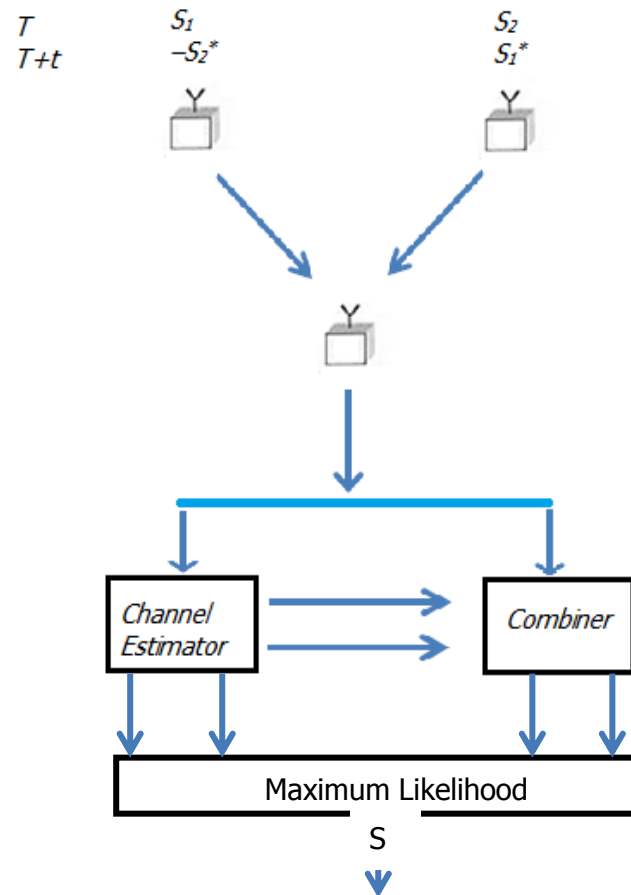 T S₁ S₂
T+t –S₂* S₁*
Channel
Estimator
Combiner
Maximum Likelihood
S